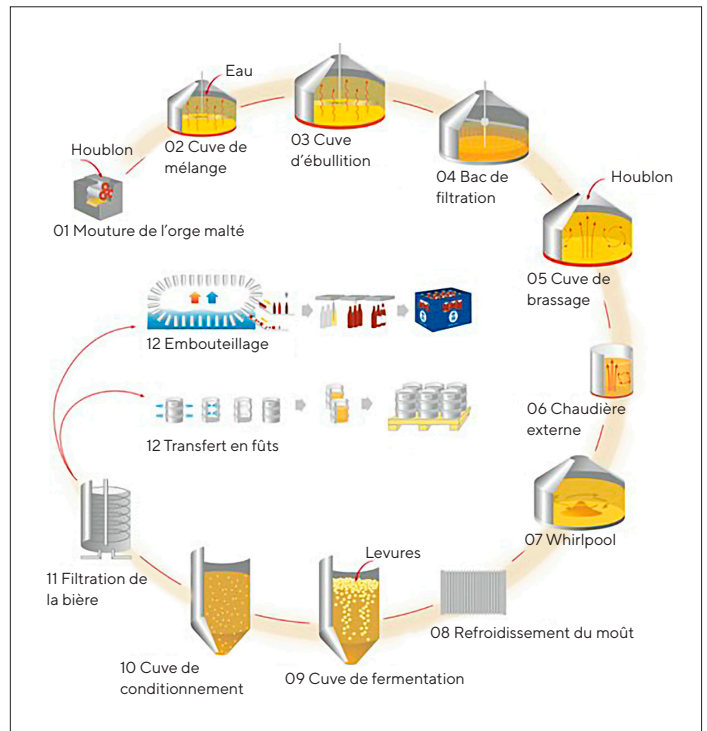 Eau
02 Cuve de
mélange
03 Cuve
d'ébullition
04 Bac de
filtration
Houblon
01 Mouture de l'orge malté
Houblon
05 Cuve de
brassage
12 Embouteillage
06 Chaudière
externe
12 Transfert en fûts
07 Whirlpool
11 Filtration de
la bière
Levures
08 Refroidissement du moût
10 Cuve de
conditionnement
09 Cuve de fermentation